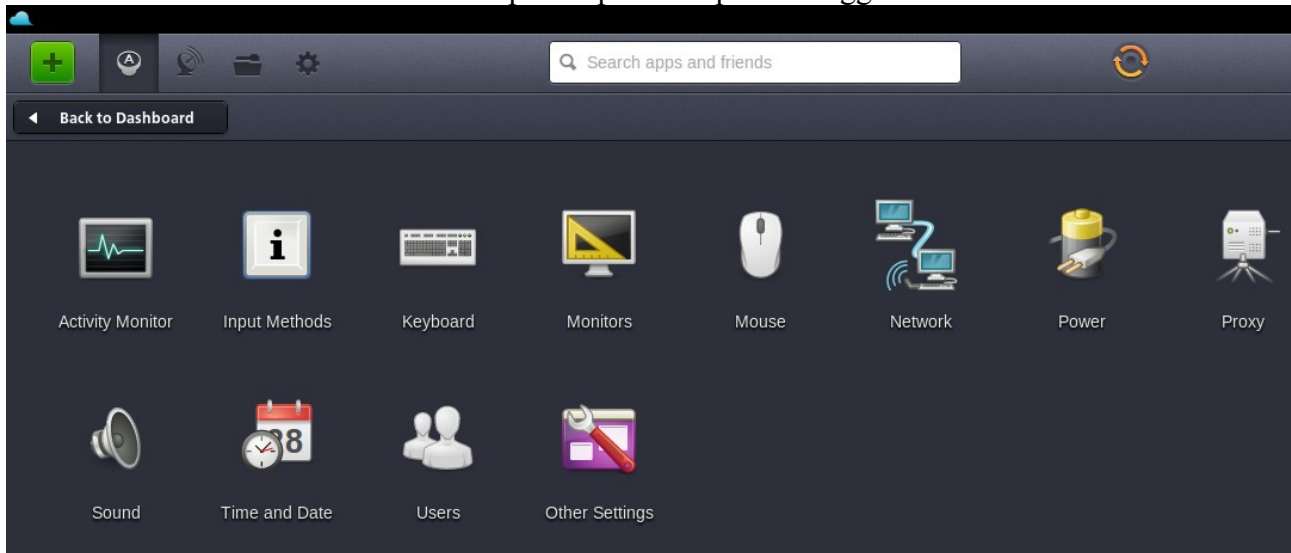 Search apps and friends
Back to Dashboard
Activity Monitor Input Methods Keyboard Monitors Mouse Network Power Proxy
28
Sound Time and Date Users Other Settings